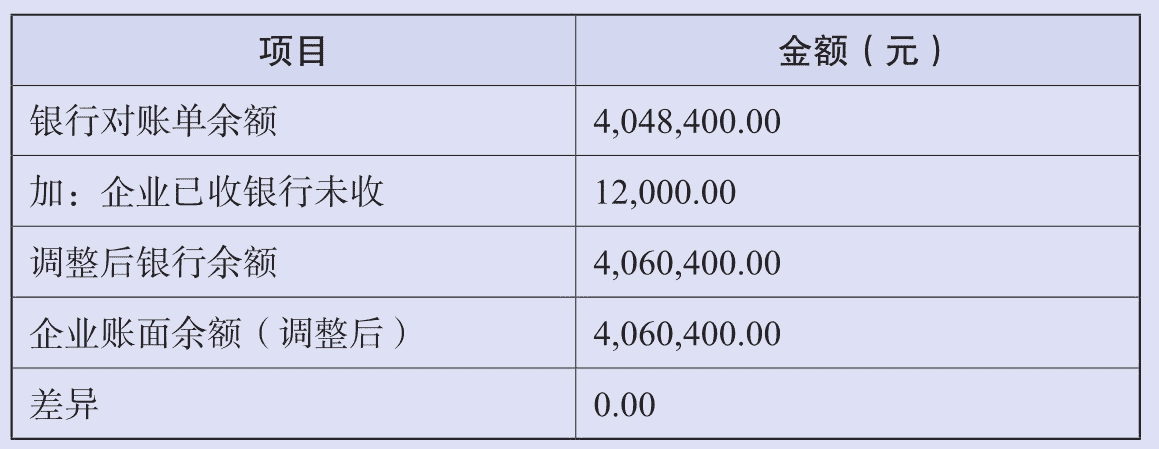 项目 金额（元）
银行对账单余额 4,048,400.00
加：企业已收银行未收 12,000.00
调整后银行余额 4,060,400.00
企业账面余额（调整后） 4,060,400.00
差异 0.00